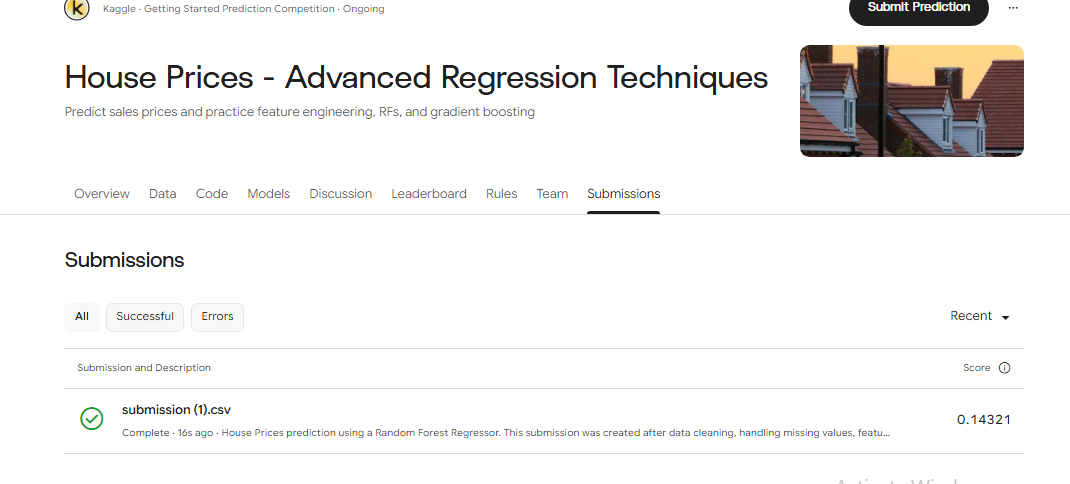 k
Kaggle · Getting Started Prediction Competition · Ongoing
Submit Prediction
...
House Prices - Advanced Regression Techniques
Predict sales prices and practice feature engineering, RFs, and gradient boosting
Overview Data Code Models Discussion Leaderboard Rules Team Submissions
Submissions
All Successful Errors Recent
Submission and Description Score
submission (1).csv
0.14321
Complete · 16s ago · House Prices prediction using a Random Forest Regressor. This submission was created after data cleaning, handling missing values, featu...